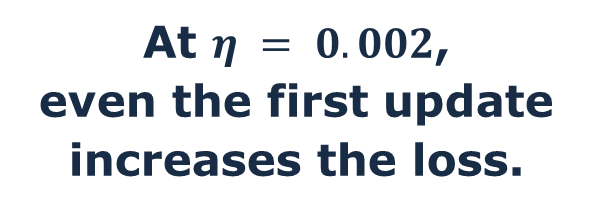 At η = 0.002,
even the first update
increases the loss.